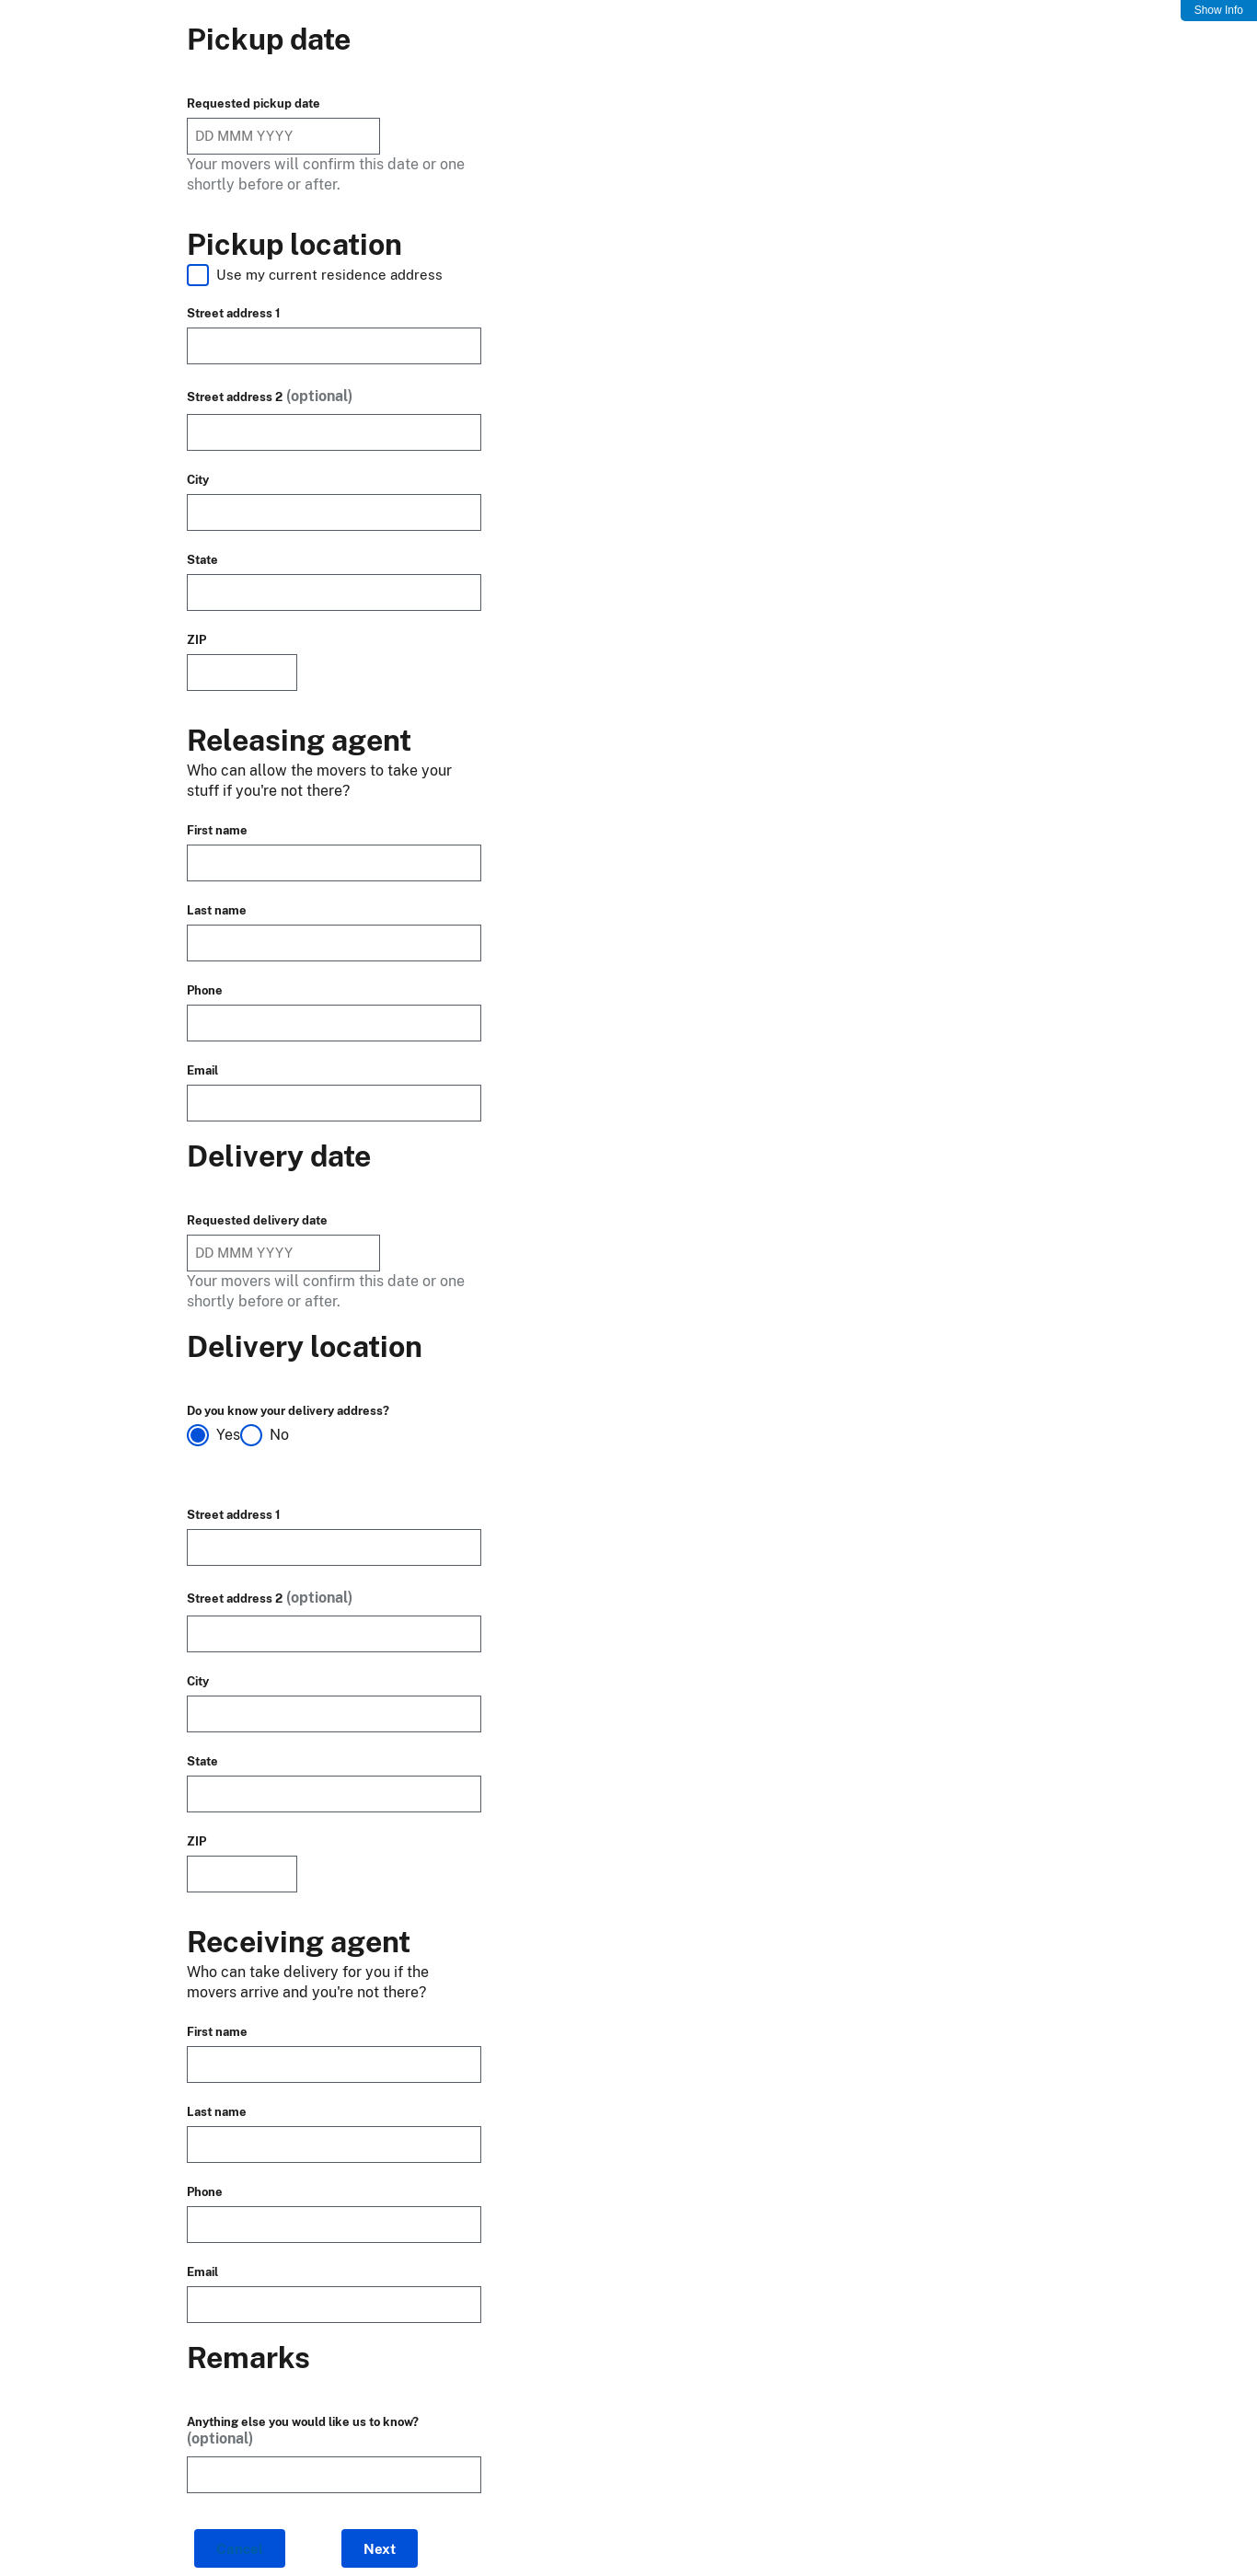 Show Info
Pickup date
Requested pickup date
DD MMM YYYY
Your movers will confirm this date or one
shortly before or after.
Pickup location
Use my current residence address
Street address 1
Street address 2 (optional)
City
State
ZIP
Releasing agent
Who can allow the movers to take your
stuff if you're not there?
First name
Last name
Phone
Email
Delivery date
Requested delivery date
DD MMM YYYY
Your movers will confirm this date or one
shortly before or after.
Delivery location
Do you know your delivery address?
Yes No
Street address 1
Street address 2 (optional)
City
State
ZIP
Receiving agent
Who can take delivery for you if the
movers arrive and you're not there?
First name
Last name
Phone
Email
Remarks
Anything else you would like us to know?
(optional)
Next